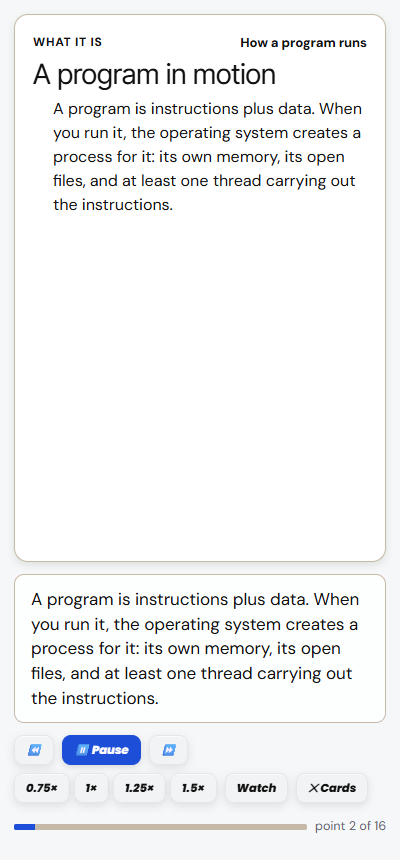 WHAT IT IS
How a program runs
A program in motion
A program is instructions plus data. When
you run it, the operating system creates a
process for it: its own memory, its open
files, and at least one thread carrying out
the instructions.
A program is instructions plus data. When
you run it, the operating system creates a
process for it: its own memory, its open
files, and at least one thread carrying out
the instructions.
⏪ ⏸ Pause ⏩
0.75× 1× 1.25× 1.5× Watch ✕Cards
point 2 of 16